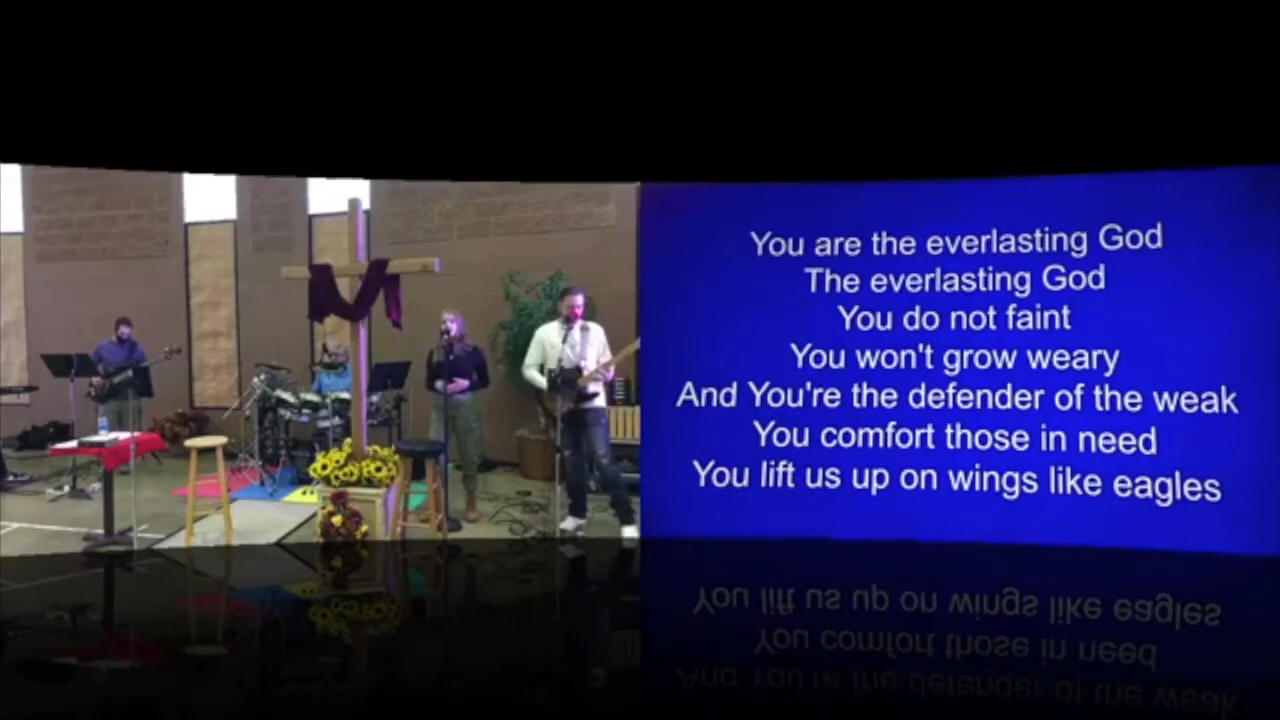 You are the everlasting God
The everlasting God
You do not faint
You won't grow weary
And You're the defender of the weak
You comfort those in need
You lift us up on wings like eagles